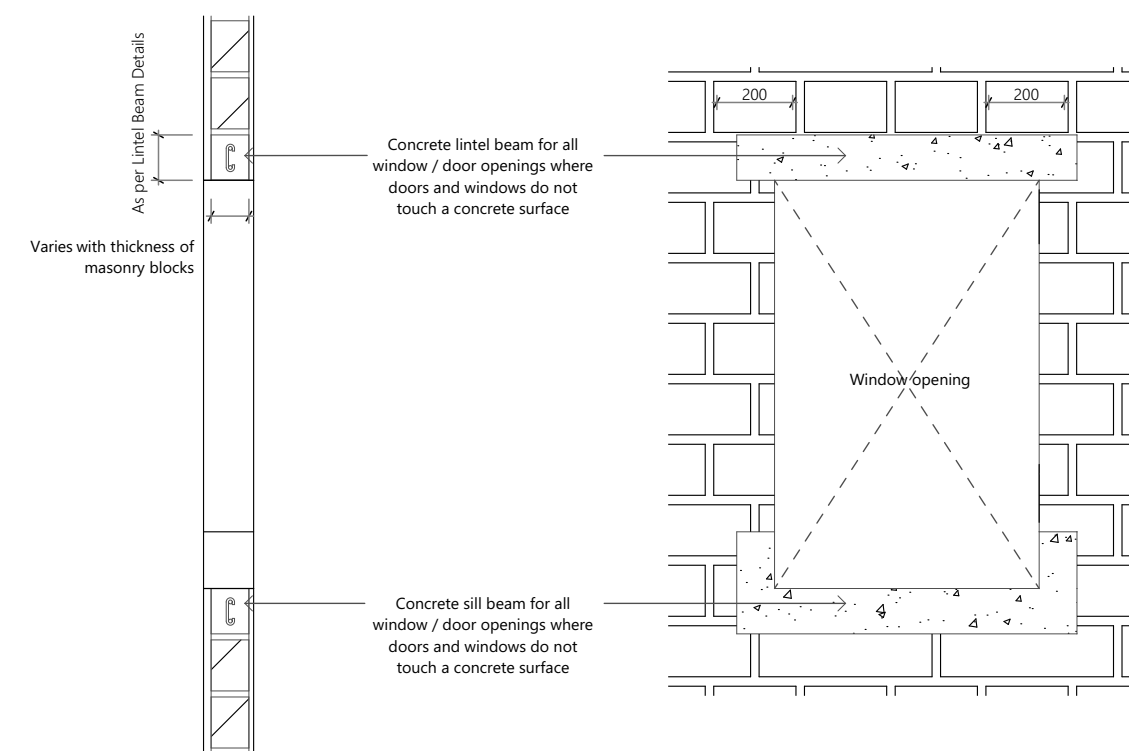 As per Lintel Beam Details
200
200
Concrete lintel beam for all
window / door openings where
doors and windows do not
touch a concrete surface
Varies with thickness of
masonry blocks
Window opening
Concrete sill beam for all
window / door openings where
doors and windows do not
touch a concrete surface